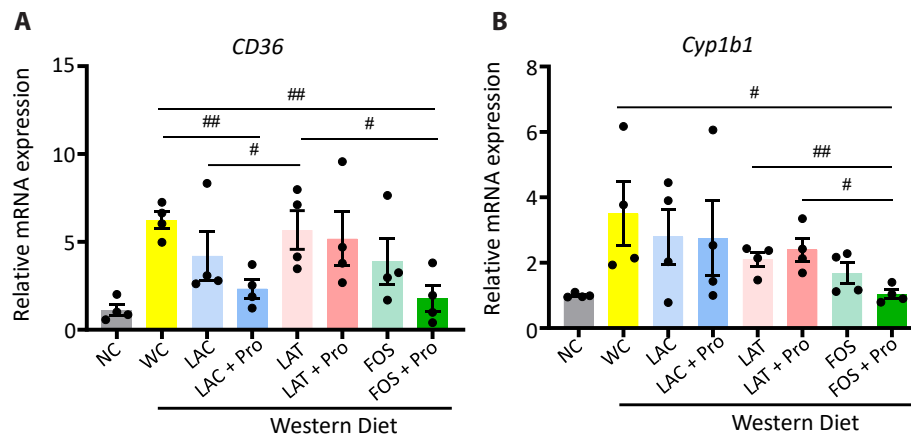 A
CD36
Relative mRNA expression
15
10
5
0
##
##
#
#
NC
WC
LAC
LAC + Pro
LAT
LAT + Pro
FOS
FOS + Pro
Western Diet
B
Cyp1b1
Relative mRNA expression
8
6
4
2
0
#
##
#
NC
WC
LAC
LAC + Pro
LAT
LAT + Pro
FOS
FOS + Pro
Western Diet